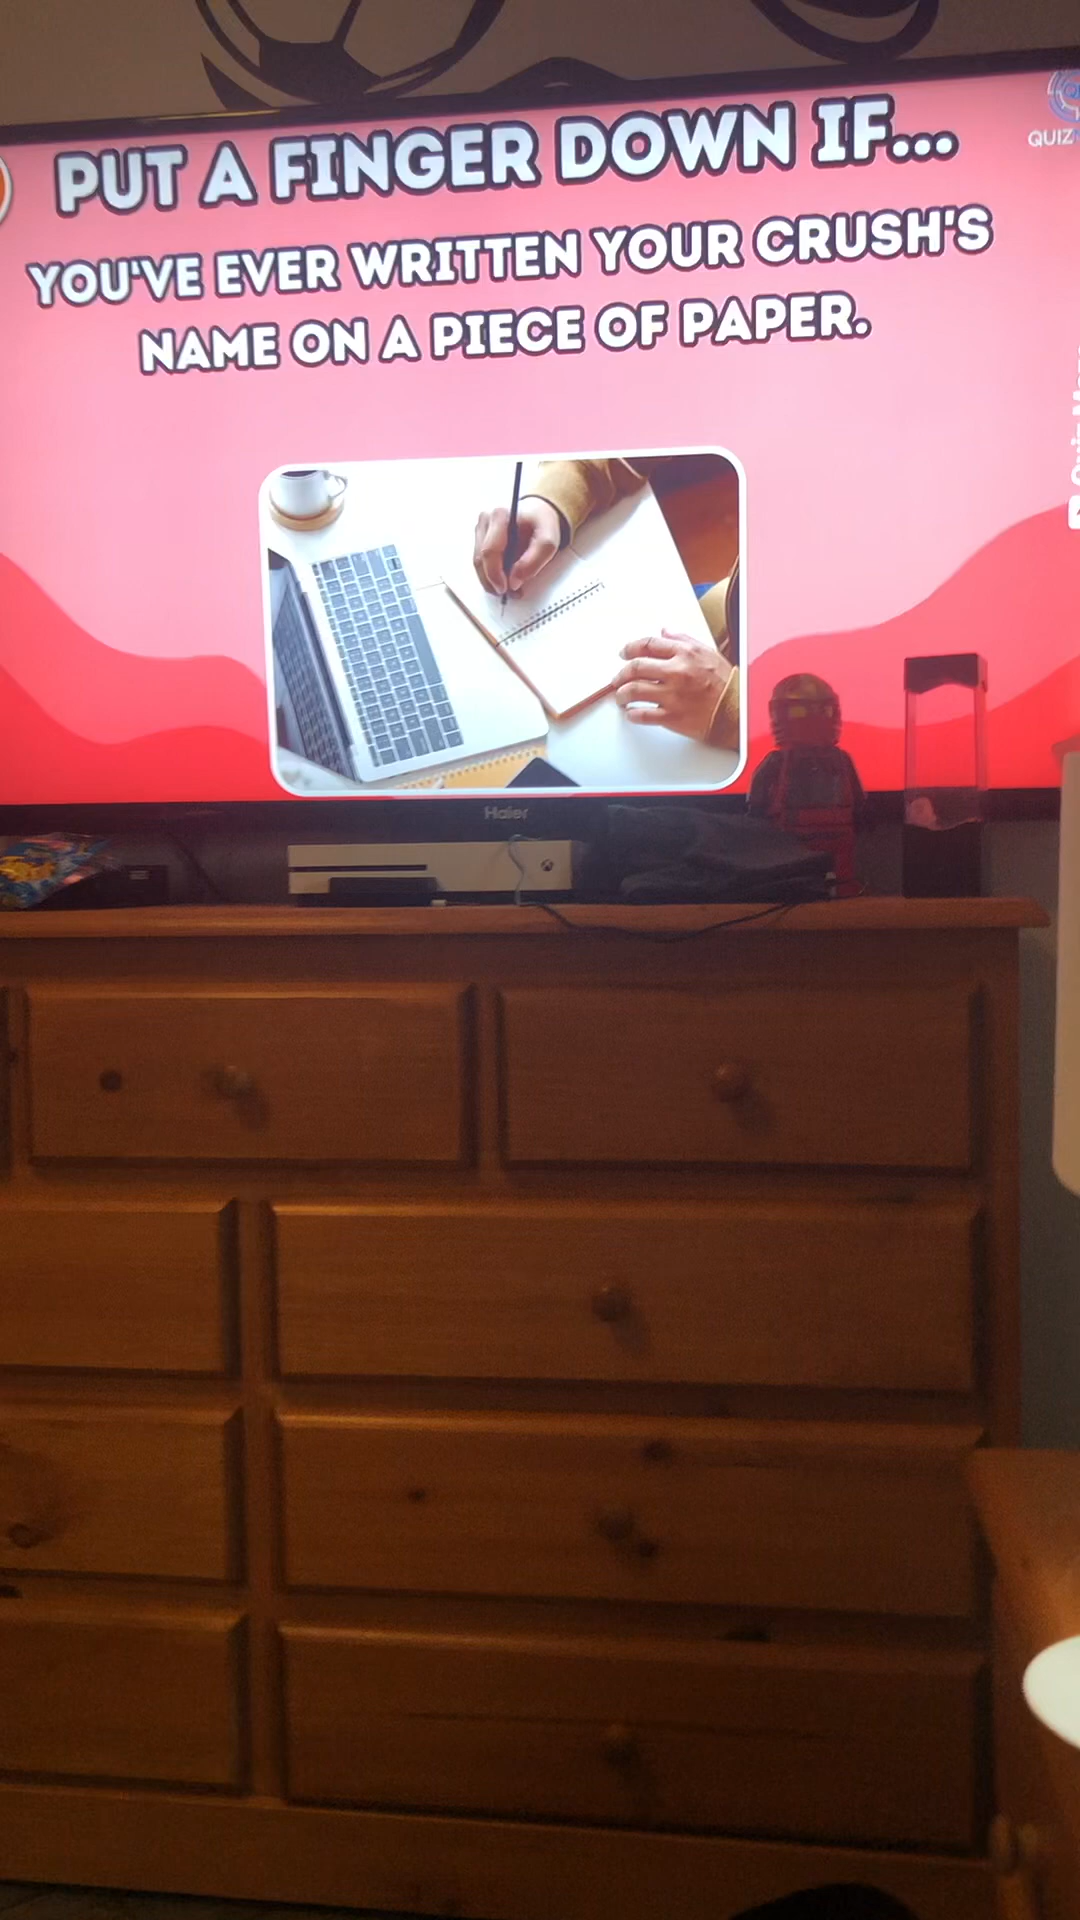 PUT A FINGER DOWN IF...
YOU'VE EVER WRITTEN YOUR CRUSH'S
NAME ON A PIECE OF PAPER.
QUIZ
Haier